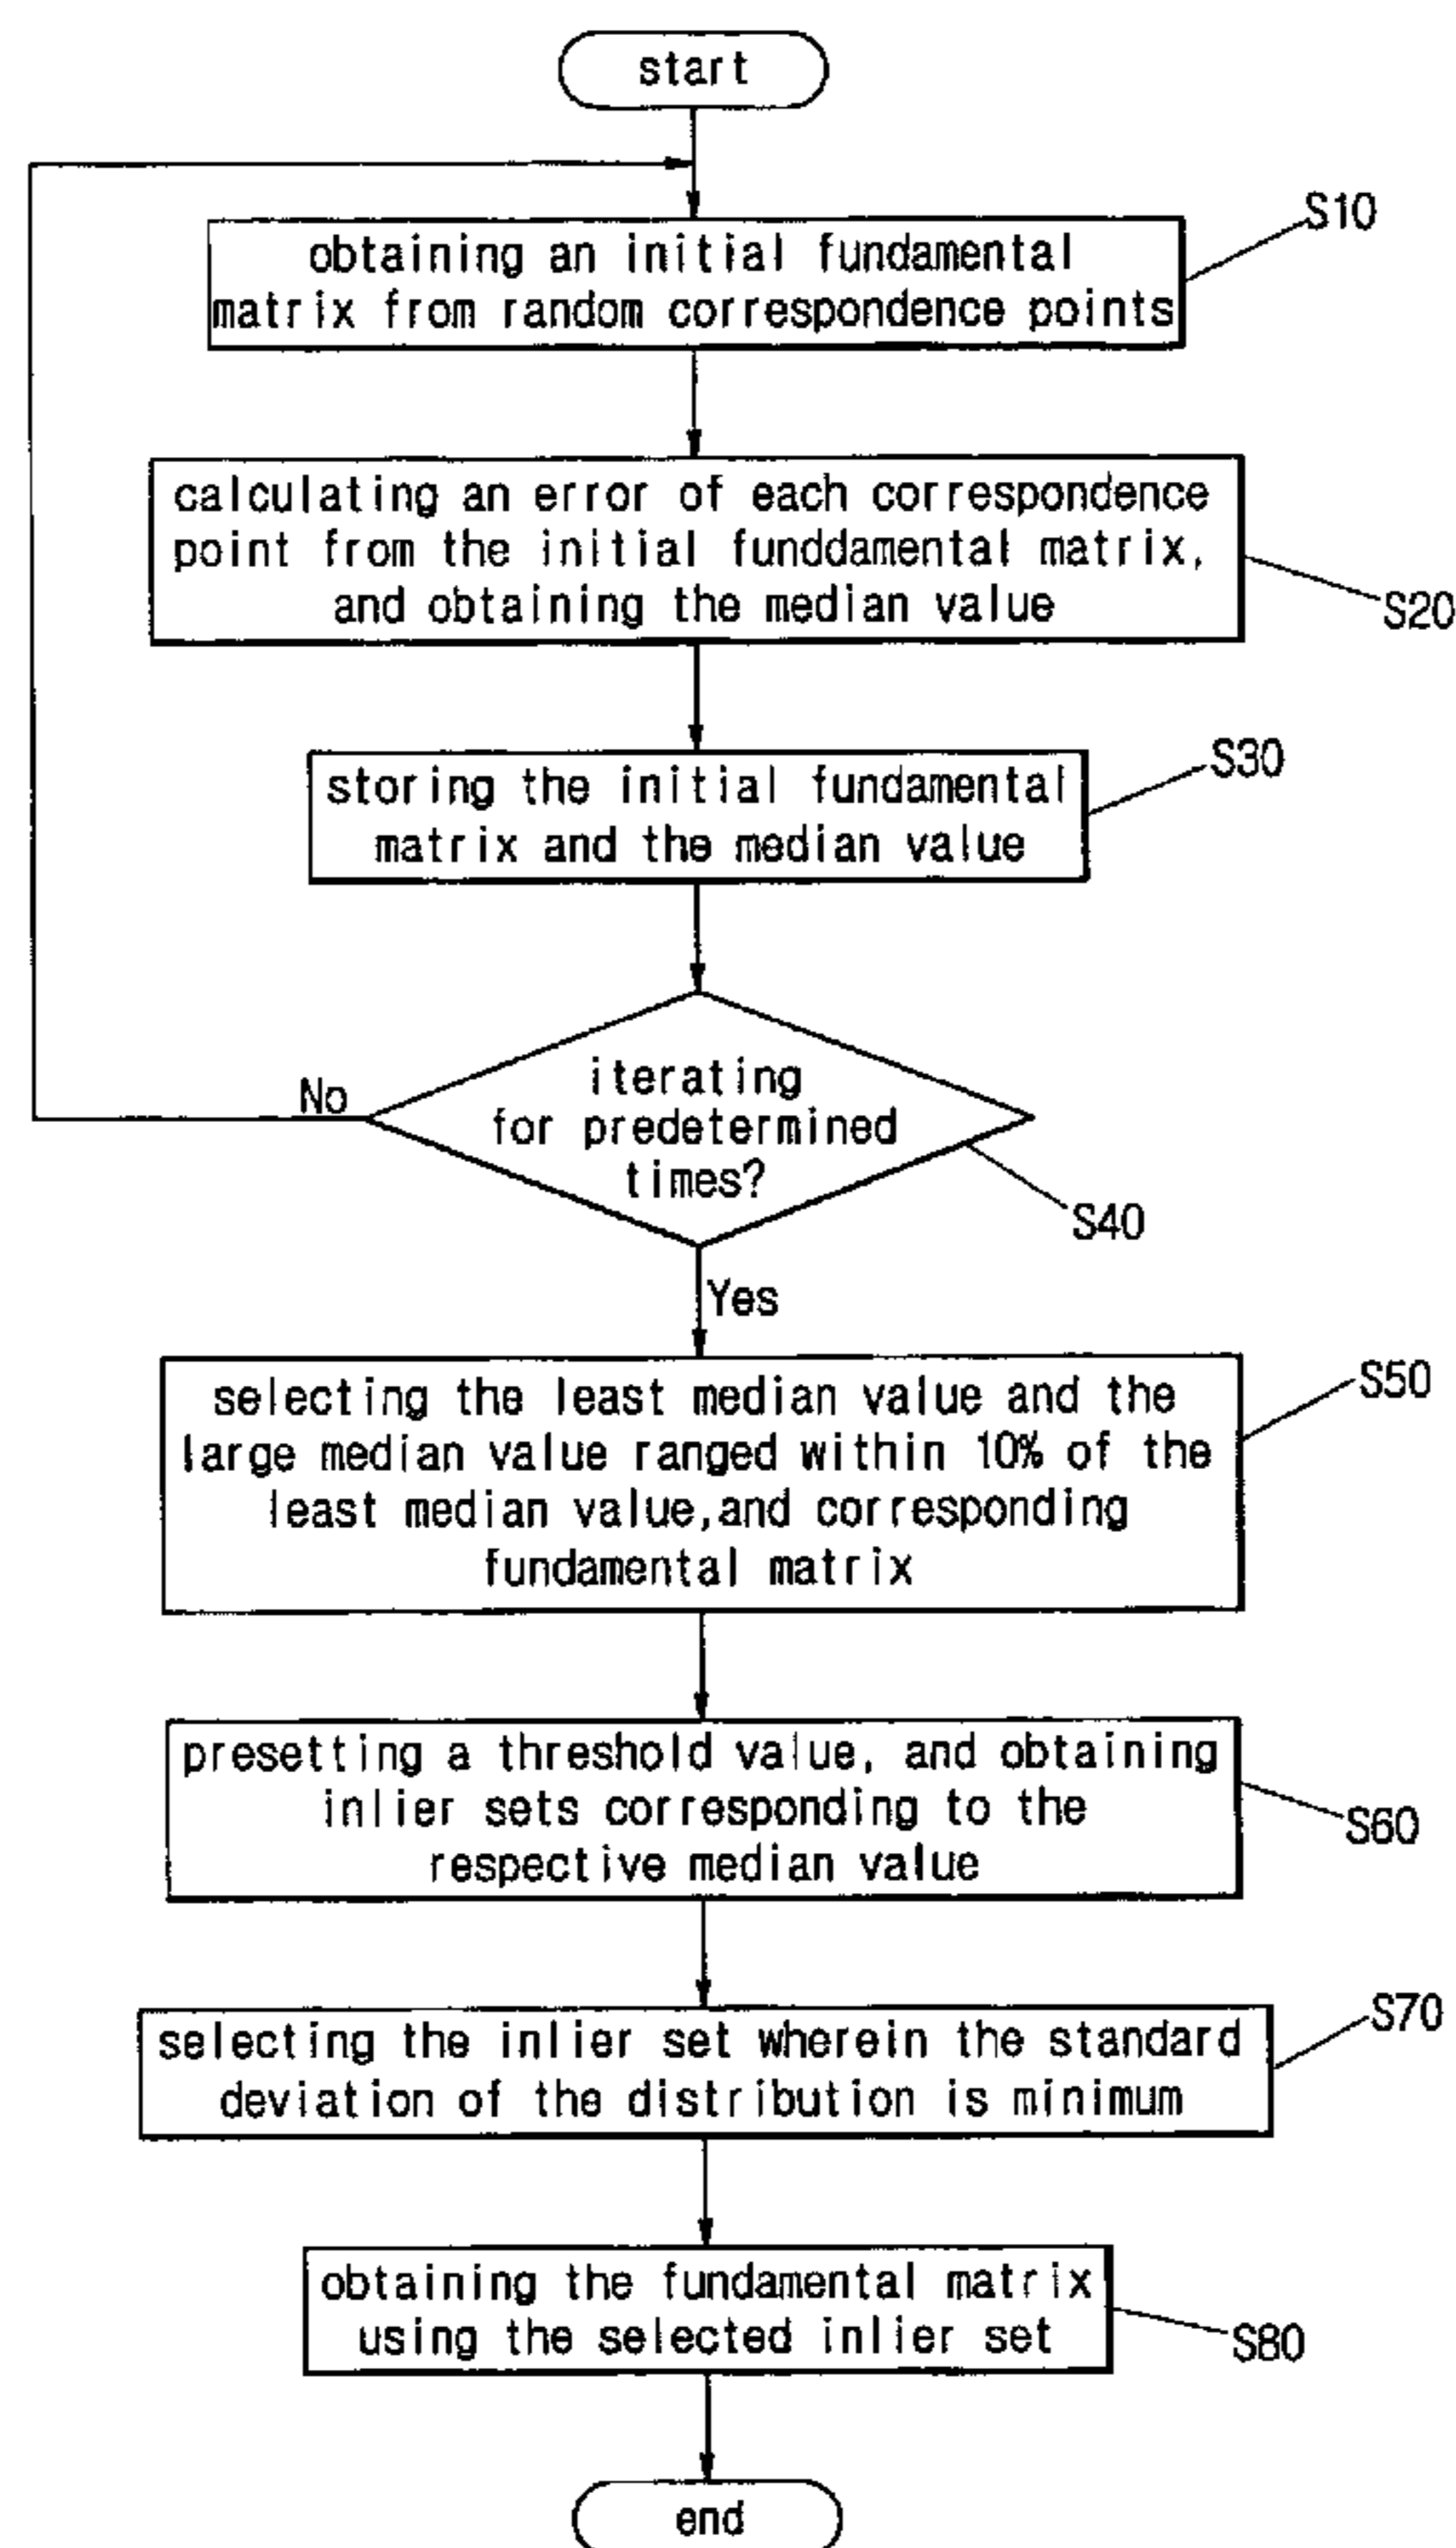 start
obtaining an initial fundamental
matrix from random correspondence points
S10
calculating an error of each correspondence
point from the initial funddamental matrix,
and obtaining the median value
S20
storing the initial fundamental
matrix and the median value
S30
iterating
for predetermined
times?
No
S40
Yes
selecting the least median value and the
large median value ranged within 10% of the
least median value,and corresponding
fundamental matrix
S50
presetting a threshold value, and obtaining
inlier sets corresponding to the
respective median value
S60
selecting the inlier set wherein the standard
deviation of the distribution is minimum
S70
obtaining the fundamental matrix
using the selected inlier set
S80
end